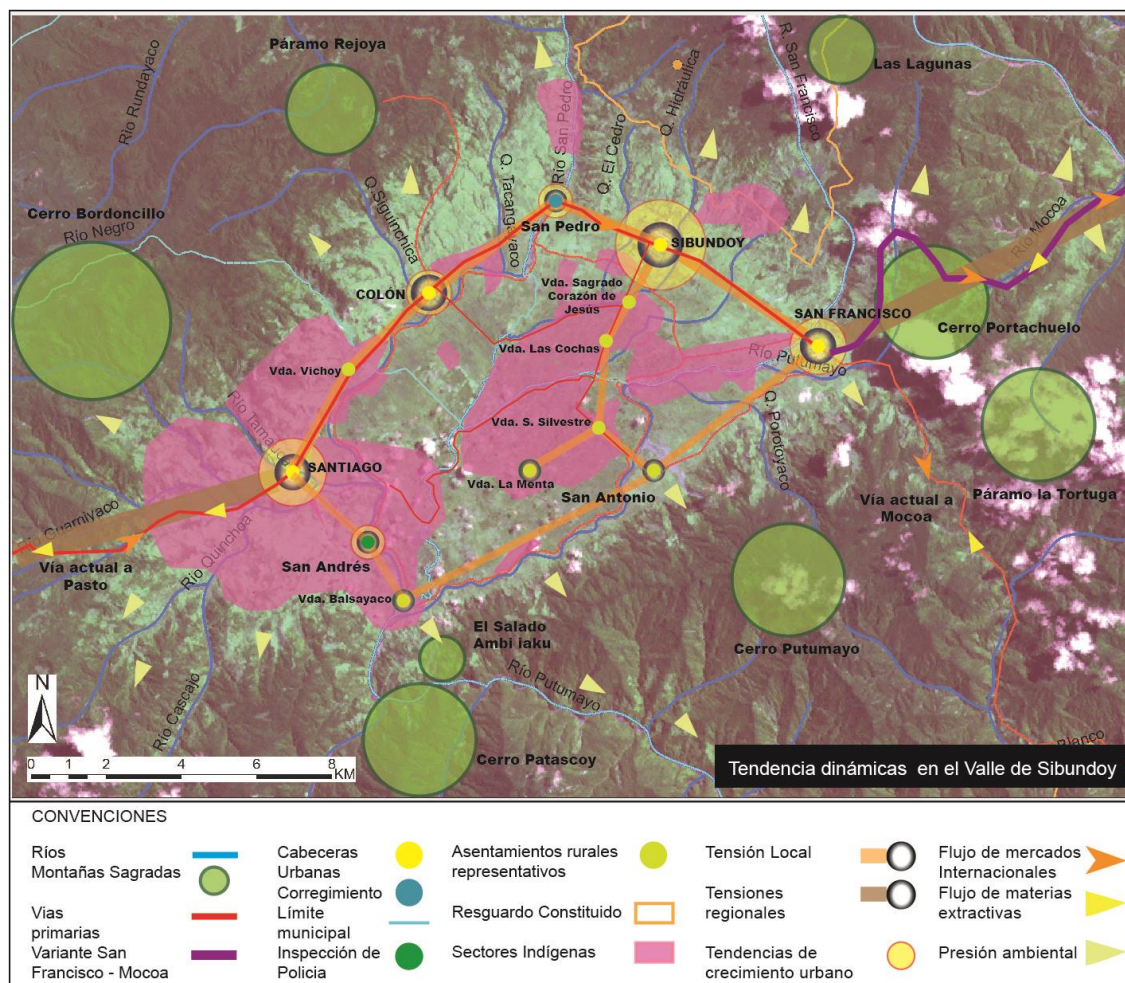 Páramo Rejoya
Las Lagunas
Río Rundayaco
Río San Pedro
Q. El Cedro
Q. Hidráulica
R. San Francisco
Cerro Bordoncillo
Río Negro
Q.Siguinchica
Q. Tacangayaco
San Pedro
SIBUNDOY
Río Mocoa
COLÓN
Vda. Sagrado
Corazón de
Jesús
SAN FRANCISCO
Cerro Portachuelo
Vda. Las Cochas
Río Putumayo
Vda. Vichoy
Q. Porotoyaco
Vda. S. Silvestre
SANTIAGO
Vda. La Menta
San Antonio
Páramo la Tortuga
Vía actual a
Mocoa
Vía actual a
Pasto
Río Quinchoa
San Andrés
Vda. Balsayaco
El Salado
Ambi iaku
Cerro Putumayo
Río Putumayo
Río Cascajo
Cerro Patascoy
Blanco
N
0 1 2 4 6 8
KM
Tendencia dinámicas en el Valle de Sibundoy
CONVENCIONES
Ríos
Montañas Sagradas
Vias
primarias
Variante San
Francisco - Mocoa
Cabeceras
Urbanas
Corregimiento
Límite
municipal
Inspección de
Policia
Asentamientos rurales
representativos
Resguardo Constituido
Sectores Indígenas
Tensión Local
Tensiones
regionales
Tendencias de
crecimiento urbano
Flujo de mercados
Internacionales
Flujo de materias
extractivas
Presión ambiental